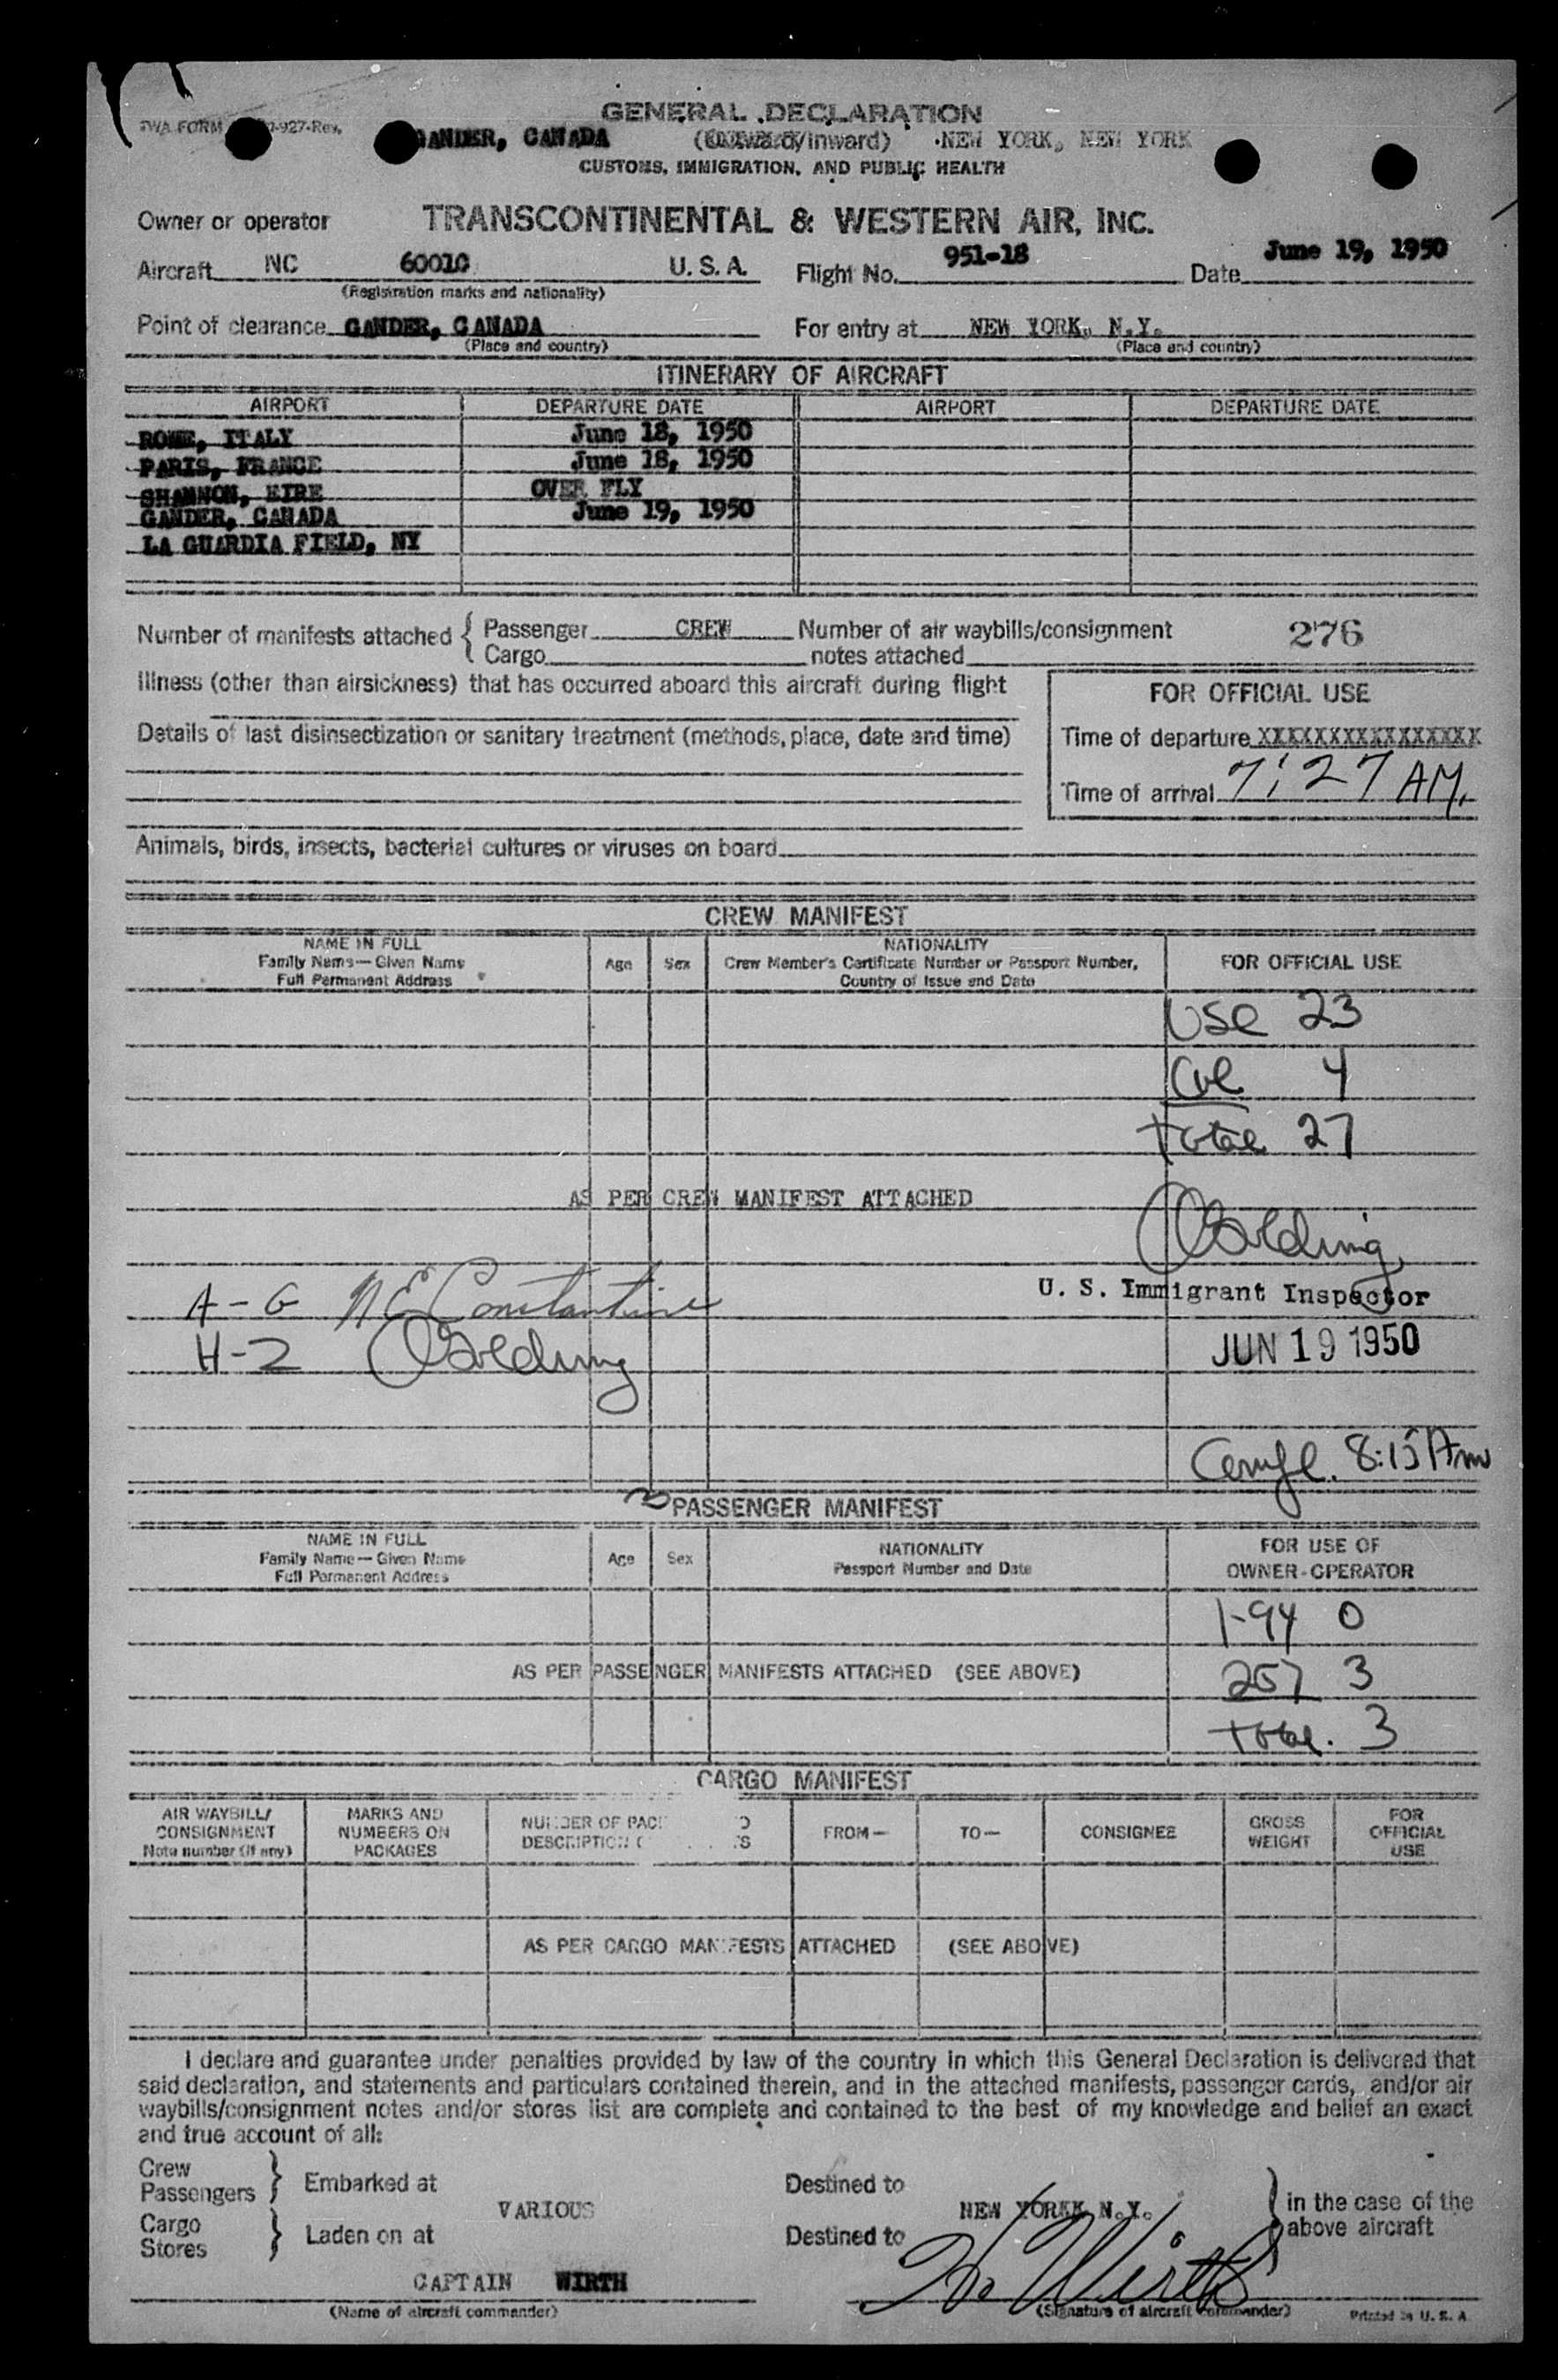 GENERAL DECLARATION
TWA FORM -927-Rev.
GANDER, CANADA (Outward/Inward) NEW YORK, NEW YORK
CUSTOMS, IMMIGRATION, AND PUBLIC HEALTH
Owner or operator TRANSCONTINENTAL & WESTERN AIR, INC.
Aircraft NC 60010 U. S. A. Flight No. 951-18 Date June 19, 1950
(Registration marks and nationality)
Point of clearance GANDER, CANADA For entry at NEW YORK, N.Y.
(Place and country) (Place and country)
ITINERARY OF AIRCRAFT
AIRPORT DEPARTURE DATE AIRPORT DEPARTURE DATE
ROME, ITALY June 18, 1950
PARIS, FRANCE June 18, 1950
SHANNON, EIRE OVER FLY
GANDER, CANADA June 19, 1950
LA GUARDIA FIELD, NY
Number of manifests attached { Passenger CREW Number of air waybills/consignment 276
Cargo notes attached
Illness (other than airsickness) that has occurred aboard this aircraft during flight
FOR OFFICIAL USE
Details of last disinsectization or sanitary treatment (methods, place, date and time)
Time of departure XXXXXXXXXXXXXXXX
Time of arrival 7:27 AM.
Animals, birds, insects, bacterial cultures or viruses on board
CREW MANIFEST
NAME IN FULL
Family Name—Given Name
Full Permanent Address
Age Sex
NATIONALITY
Crew Member's Certificate Number or Passport Number,
Country of Issue and Date
FOR OFFICIAL USE
USC 23
4
total 27
AS PER CREW MANIFEST ATTACHED
Golding
U. S. Immigrant Inspector
A-G N E Constantine
H-Z Golding
JUN 19 1950
8:15 Am
PASSENGER MANIFEST
NAME IN FULL
Family Name—Given Name
Full Permanent Address
Age Sex
NATIONALITY
Passport Number and Date
FOR USE OF
OWNER-OPERATOR
1-94 0
AS PER PASSENGER MANIFESTS ATTACHED (SEE ABOVE)
257 3
total. 3
CARGO MANIFEST
AIR WAYBILL/
CONSIGNMENT
Note number (if any)
MARKS AND
NUMBERS ON
PACKAGES
NUMBER OF
DESCRIPTION
FROM—
TO—
CONSIGNEE
GROSS
WEIGHT
FOR
OFFICIAL
USE
AS PER CARGO MANIFESTS ATTACHED (SEE ABOVE)
I declare and guarantee under penalties provided by law of the country in which this General Declaration is delivered that
said declaration, and statements and particulars contained therein, and in the attached manifests, passenger cards, and/or air
waybills/consignment notes and/or stores list are complete and contained to the best of my knowledge and belief an exact
and true account of all:
Crew
Passengers } Embarked at Destined to
VARIOUS NEW YORKK N.Y.
Cargo
Stores } Laden on at Destined to
in the case of the
above aircraft
CAPTAIN WIRTH H. Wirth
(Name of aircraft commander) (Signature of aircraft commander) Printed in U. S. A.